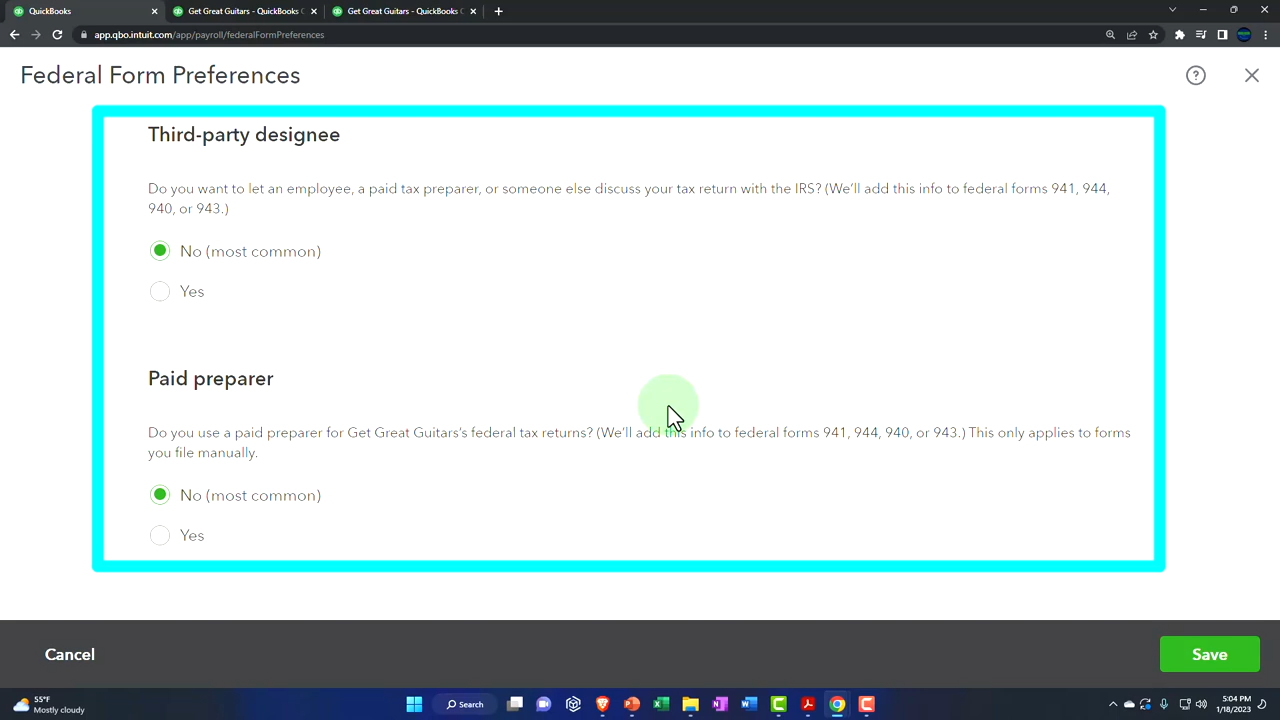 QuickBooks
Get Great Guitars - QuickBooks
Get Great Guitars - QuickBooks
app.qbo.intuit.com/app/payroll/federalFormPreferences
Federal Form Preferences
Third-party designee
Do you want to let an employee, a paid tax preparer, or someone else discuss your tax return with the IRS? (We'll add this info to federal forms 941, 944,
940, or 943.)
No (most common)
Yes
Paid preparer
Do you use a paid preparer for Get Great Guitars's federal tax returns? (We'll add this info to federal forms 941, 944, 940, or 943.) This only applies to forms
you file manually.
No (most common)
Yes
Cancel
Save
55°F
Mostly cloudy
Search
5:04 PM
1/18/2023